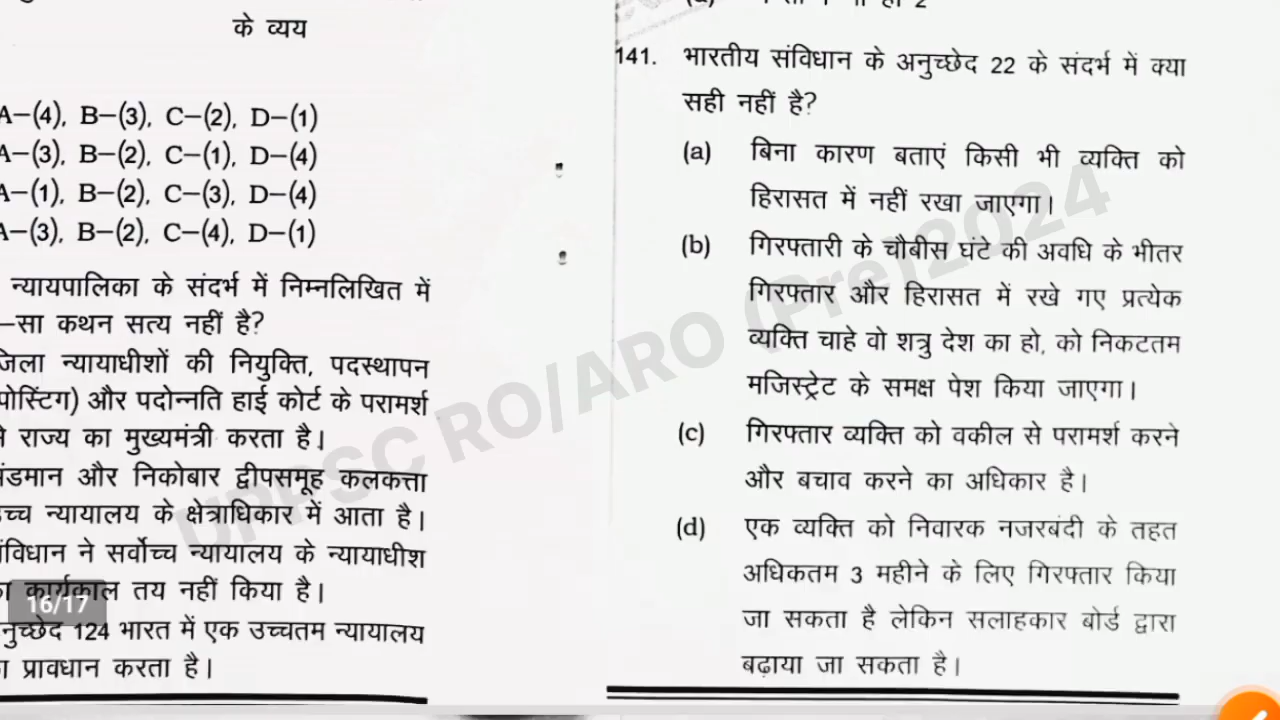 के व्यय
A–(4), B–(3), C–(2), D–(1)
A–(3), B–(2), C–(1), D–(4)
A–(1), B–(2), C–(3), D–(4)
A–(3), B–(2), C–(4), D–(1)
न्यायपालिका के संदर्भ में निम्नलिखित में
–सा कथन सत्य नहीं है?
जिला न्यायाधीशों की नियुक्ति, पदस्थापन
पोस्टिंग) और पदोन्नति हाई कोर्ट के परामर्श
से राज्य का मुख्यमंत्री करता है।
अंडमान और निकोबार द्वीपसमूह कलकत्ता
उच्च न्यायालय के क्षेत्राधिकार में आता है।
संविधान ने सर्वोच्च न्यायालय के न्यायाधीश
का कार्यकाल तय नहीं किया है।
16/17
अनुच्छेद 124 भारत में एक उच्चतम न्यायालय
का प्रावधान करता है।
141. भारतीय संविधान के अनुच्छेद 22 के संदर्भ में क्या
सही नहीं है?
(a) बिना कारण बताएं किसी भी व्यक्ति को
हिरासत में नहीं रखा जाएगा।
(b) गिरफ्तारी के चौबीस घंटे की अवधि के भीतर
गिरफ्तार और हिरासत में रखे गए प्रत्येक
व्यक्ति चाहे वो शत्रु देश का हो, को निकटतम
मजिस्ट्रेट के समक्ष पेश किया जाएगा।
(c) गिरफ्तार व्यक्ति को वकील से परामर्श करने
और बचाव करने का अधिकार है।
(d) एक व्यक्ति को निवारक नजरबंदी के तहत
अधिकतम 3 महीने के लिए गिरफ्तार किया
जा सकता है लेकिन सलाहकार बोर्ड द्वारा
बढ़ाया जा सकता है।
UPPSC RO/ARO (Pre) 2024